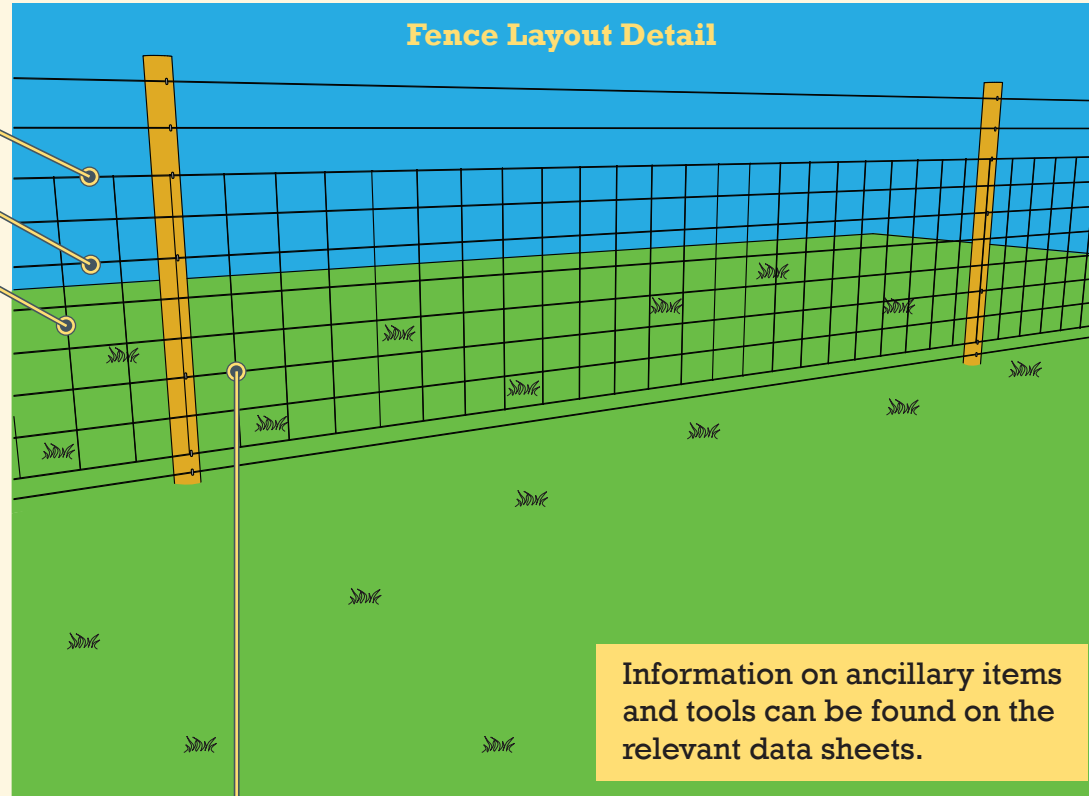 Fence Layout Detail
Information on ancillary items
and tools can be found on the
relevant data sheets.